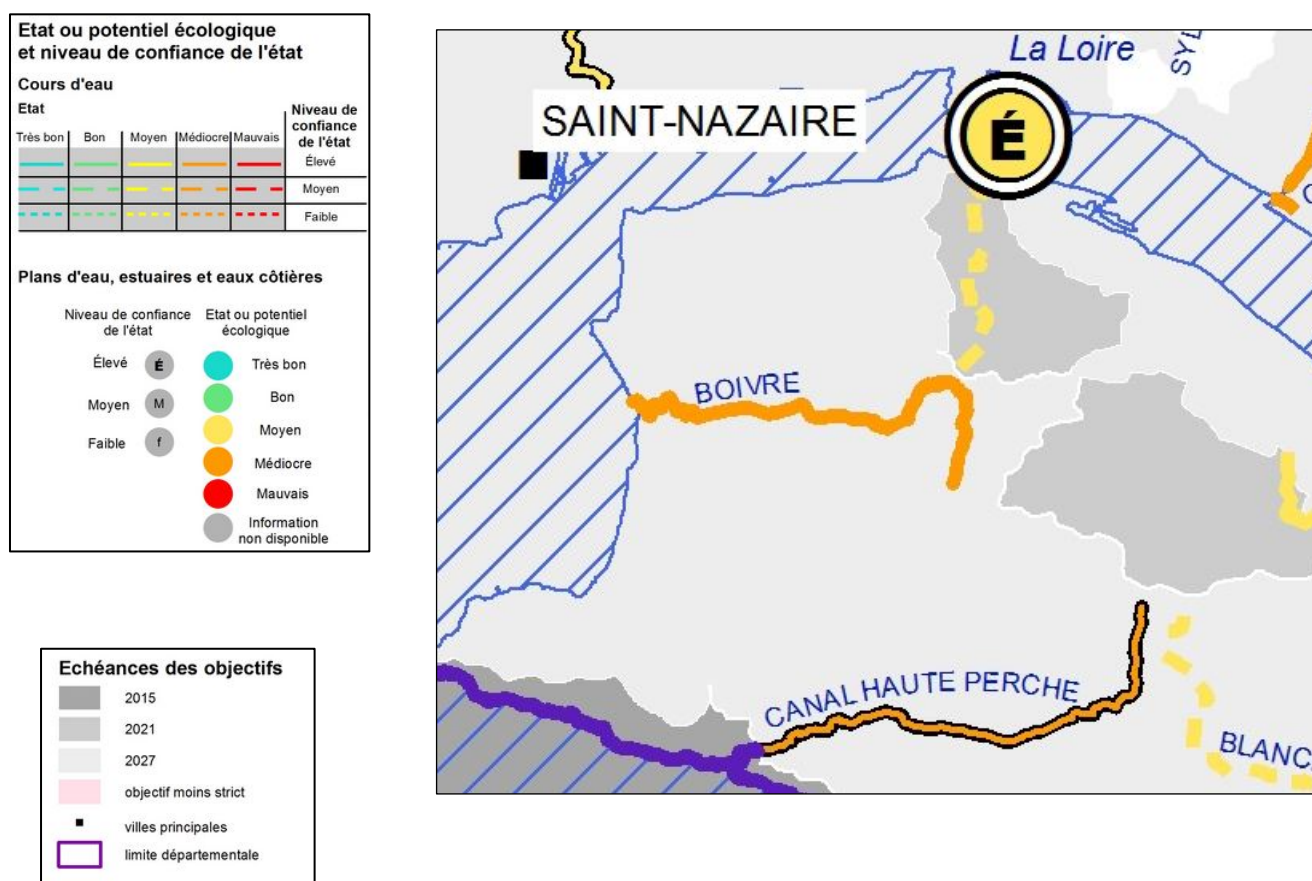 Etat ou potentiel écologique
et niveau de confiance de l'état
Cours d'eau
Etat
Niveau de
confiance
de l'état
Très bon Bon Moyen Médiocre Mauvais
Élevé
Moyen
Faible
Plans d'eau, estuaires et eaux côtières
Niveau de confiance
de l'état
Etat ou potentiel
écologique
Élevé É Très bon
Moyen M Bon
Faible f Moyen
Médiocre
Mauvais
Information
non disponible
Echéances des objectifs
2015
2021
2027
objectif moins strict
villes principales
limite départementale
La Loire
SYL
SAINT-NAZAIRE
É
BOIVRE
CANAL HAUTE PERCHE
BLANC